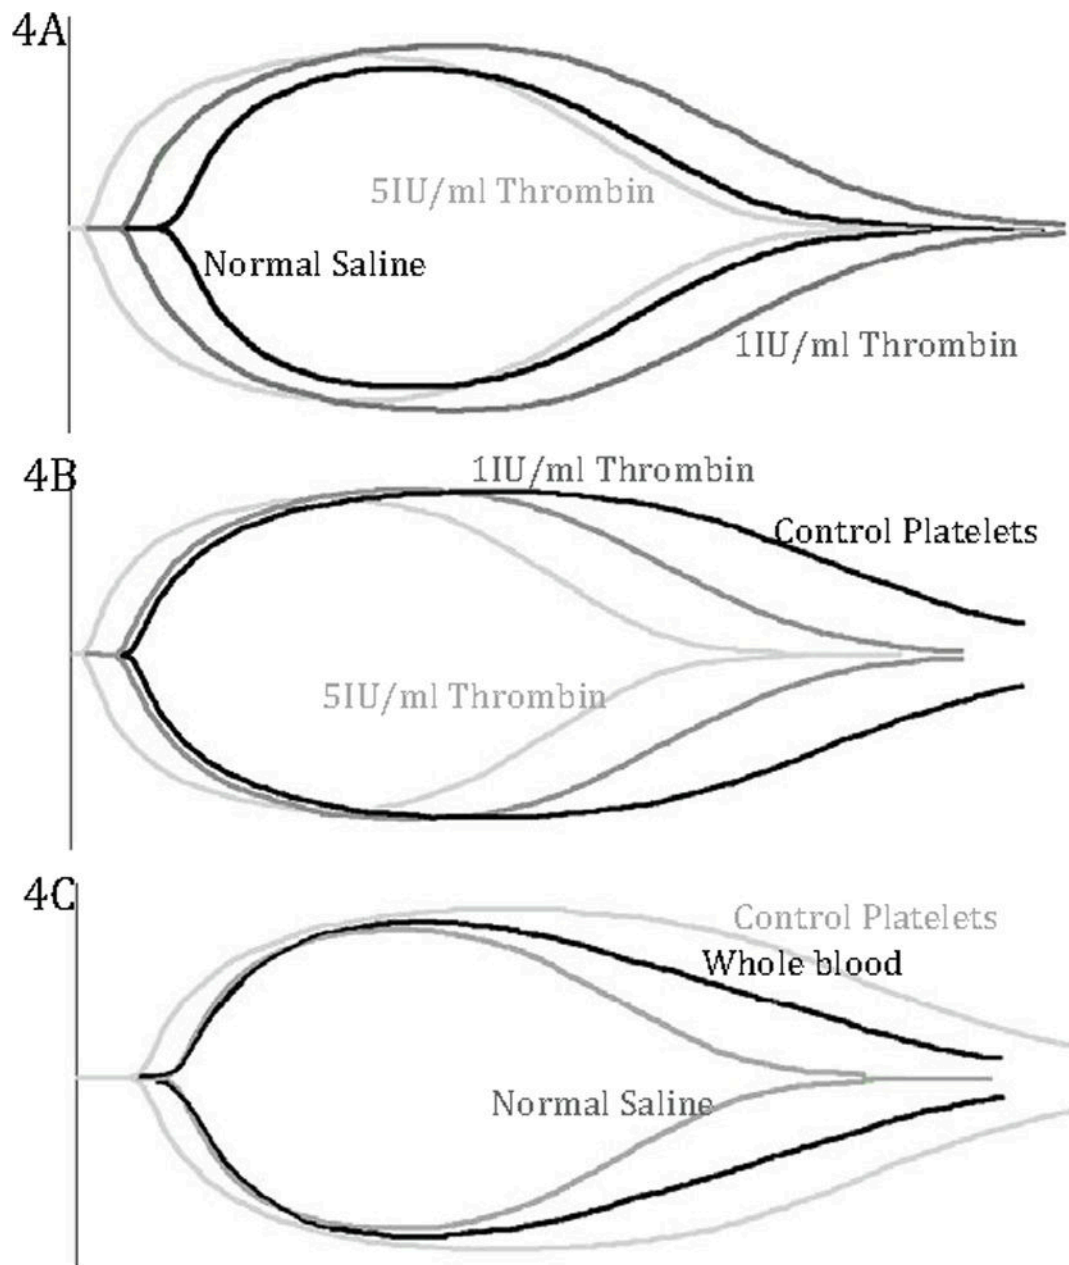 4A
5IU/ml Thrombin
Normal Saline
1IU/ml Thrombin
4B
1IU/ml Thrombin
Control Platelets
5IU/ml Thrombin
4C
Control Platelets
Whole blood
Normal Saline